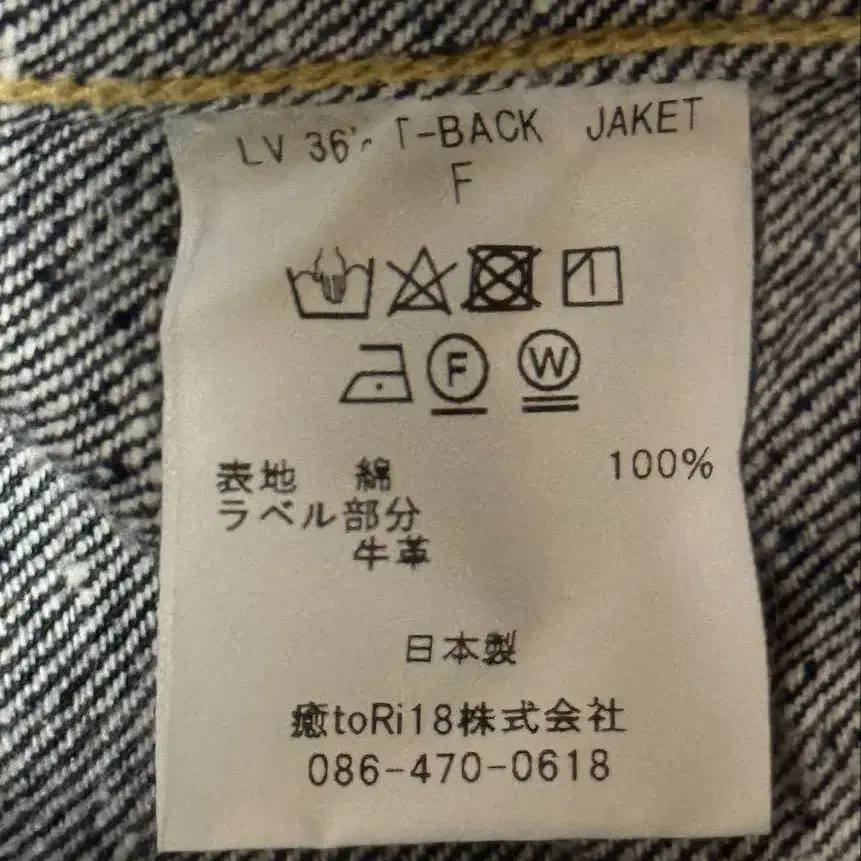 LV 36's T-BACK JAKET
F
F W
表地 綿 100%
ラベル部分
牛革
日本製
癒toRi18株式会社
086-470-0618